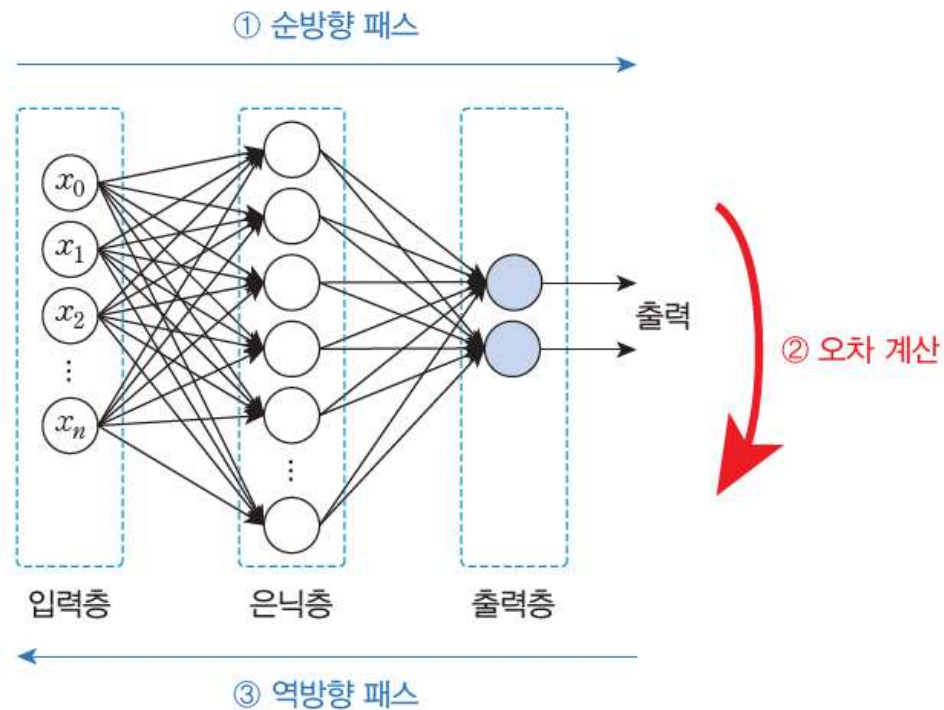 ① 순방향 패스
x₀
x₁
x₂
⋮
xₙ
⋮
출력
② 오차 계산
입력층
은닉층
출력층
③ 역방향 패스